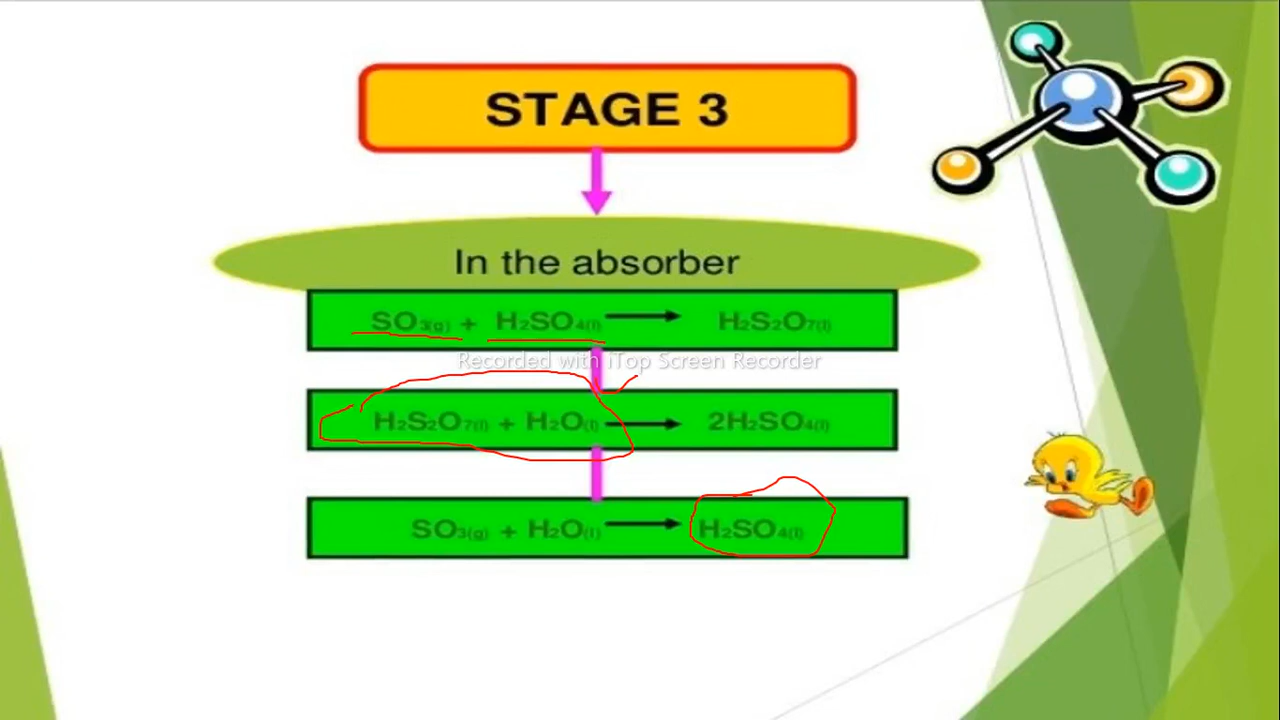 STAGE 3
In the absorber
SO3(g) + H2SO4(l) → H2S2O7(l)
Recorded with iTop Screen Recorder
H2S2O7(l) + H2O(l) → 2H2SO4(l)
SO3(g) + H2O(l) → H2SO4(l)